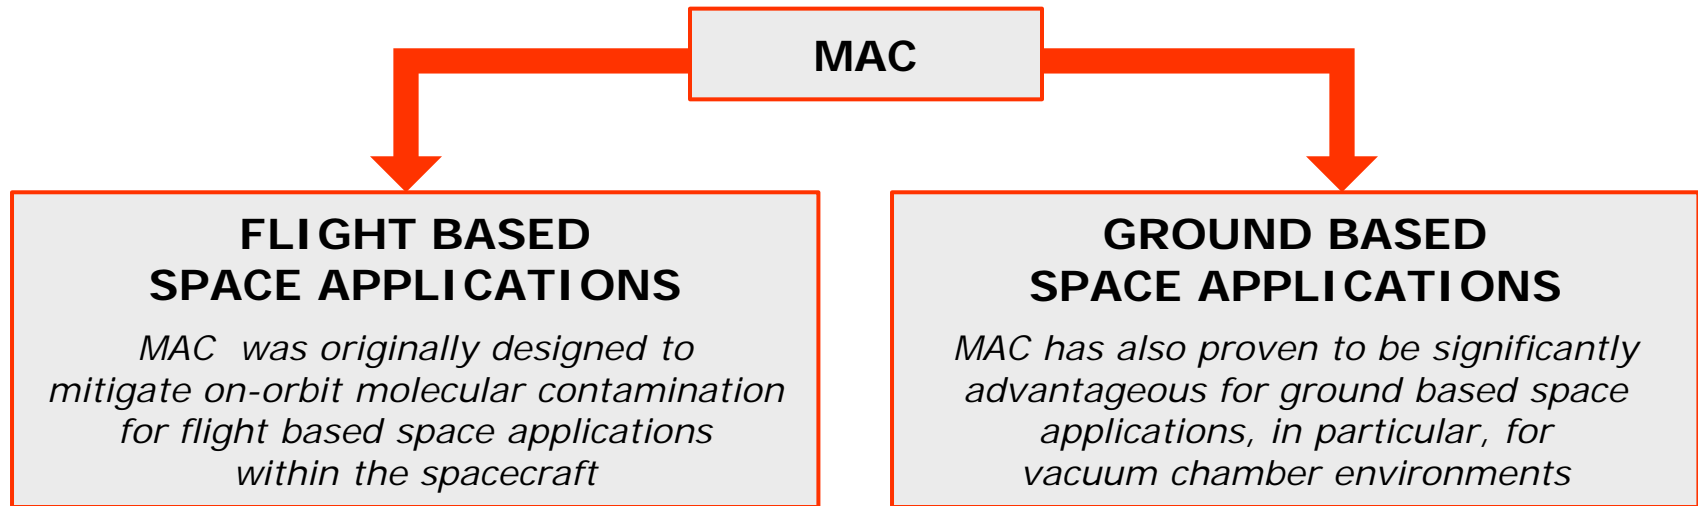 MAC
FLIGHT BASED
SPACE APPLICATIONS
MAC was originally designed to
mitigate on-orbit molecular contamination
for flight based space applications
within the spacecraft
GROUND BASED
SPACE APPLICATIONS
MAC has also proven to be significantly
advantageous for ground based space
applications, in particular, for
vacuum chamber environments